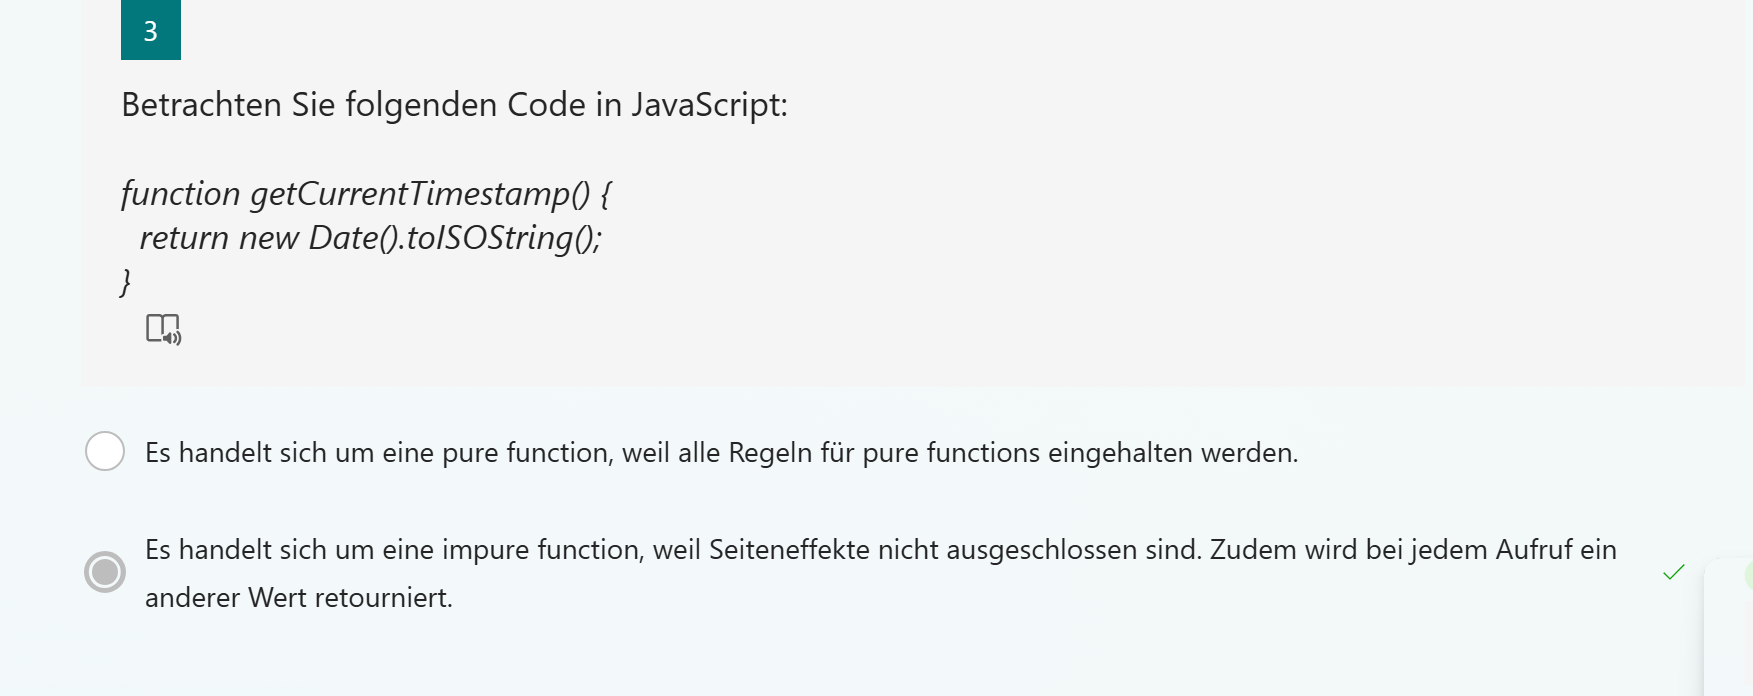 3
Betrachten Sie folgenden Code in JavaScript:
function getCurrentTimestamp() {
return new Date().toISOString();
}
Es handelt sich um eine pure function, weil alle Regeln für pure functions eingehalten werden.
Es handelt sich um eine impure function, weil Seiteneffekte nicht ausgeschlossen sind. Zudem wird bei jedem Aufruf ein
anderer Wert retourniert.